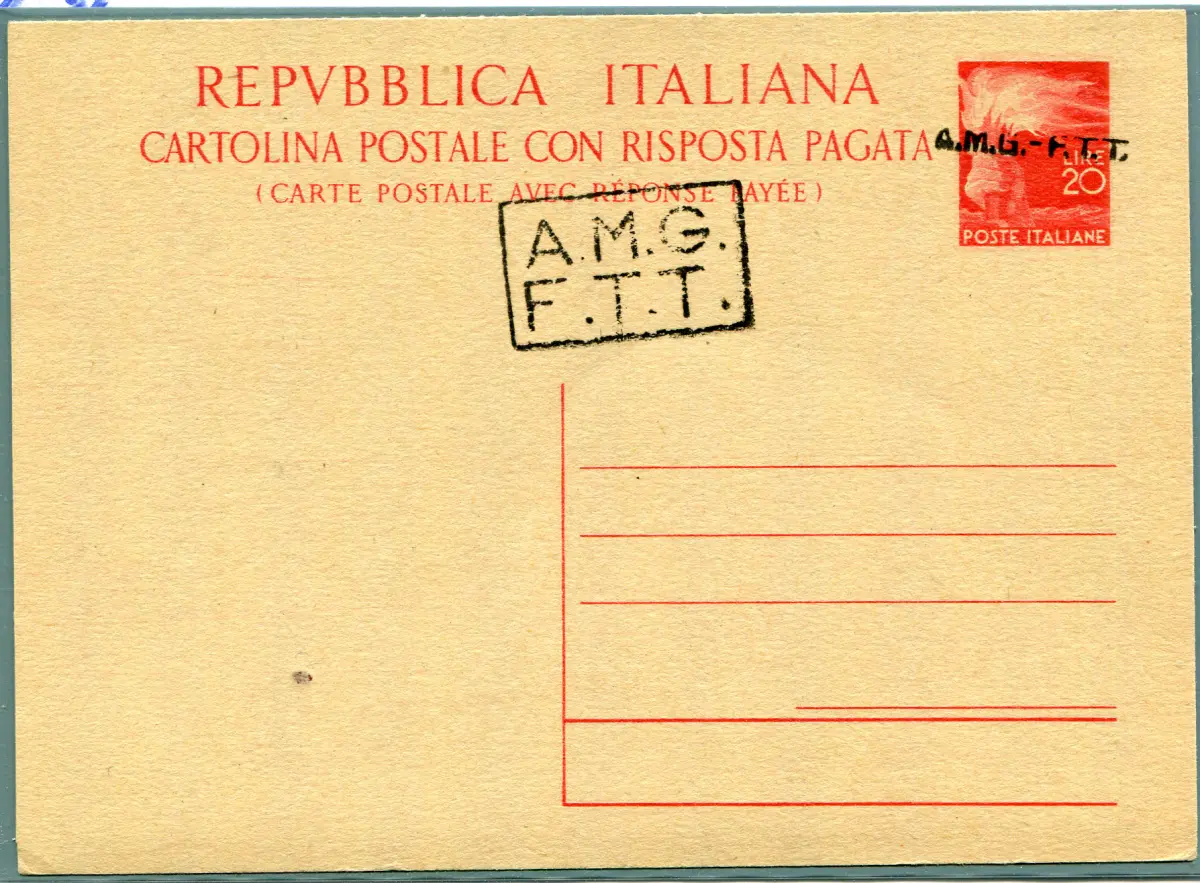 REPVBBLICA ITALIANA
CARTOLINA POSTALE CON RISPOSTA PAGATA
(CARTE POSTALE AVEC RÉPONSE PAYÉE)
A.M.G.-F.T.T.
LIRE
20
POSTE ITALIANE
A.M.G.
F.T.T.